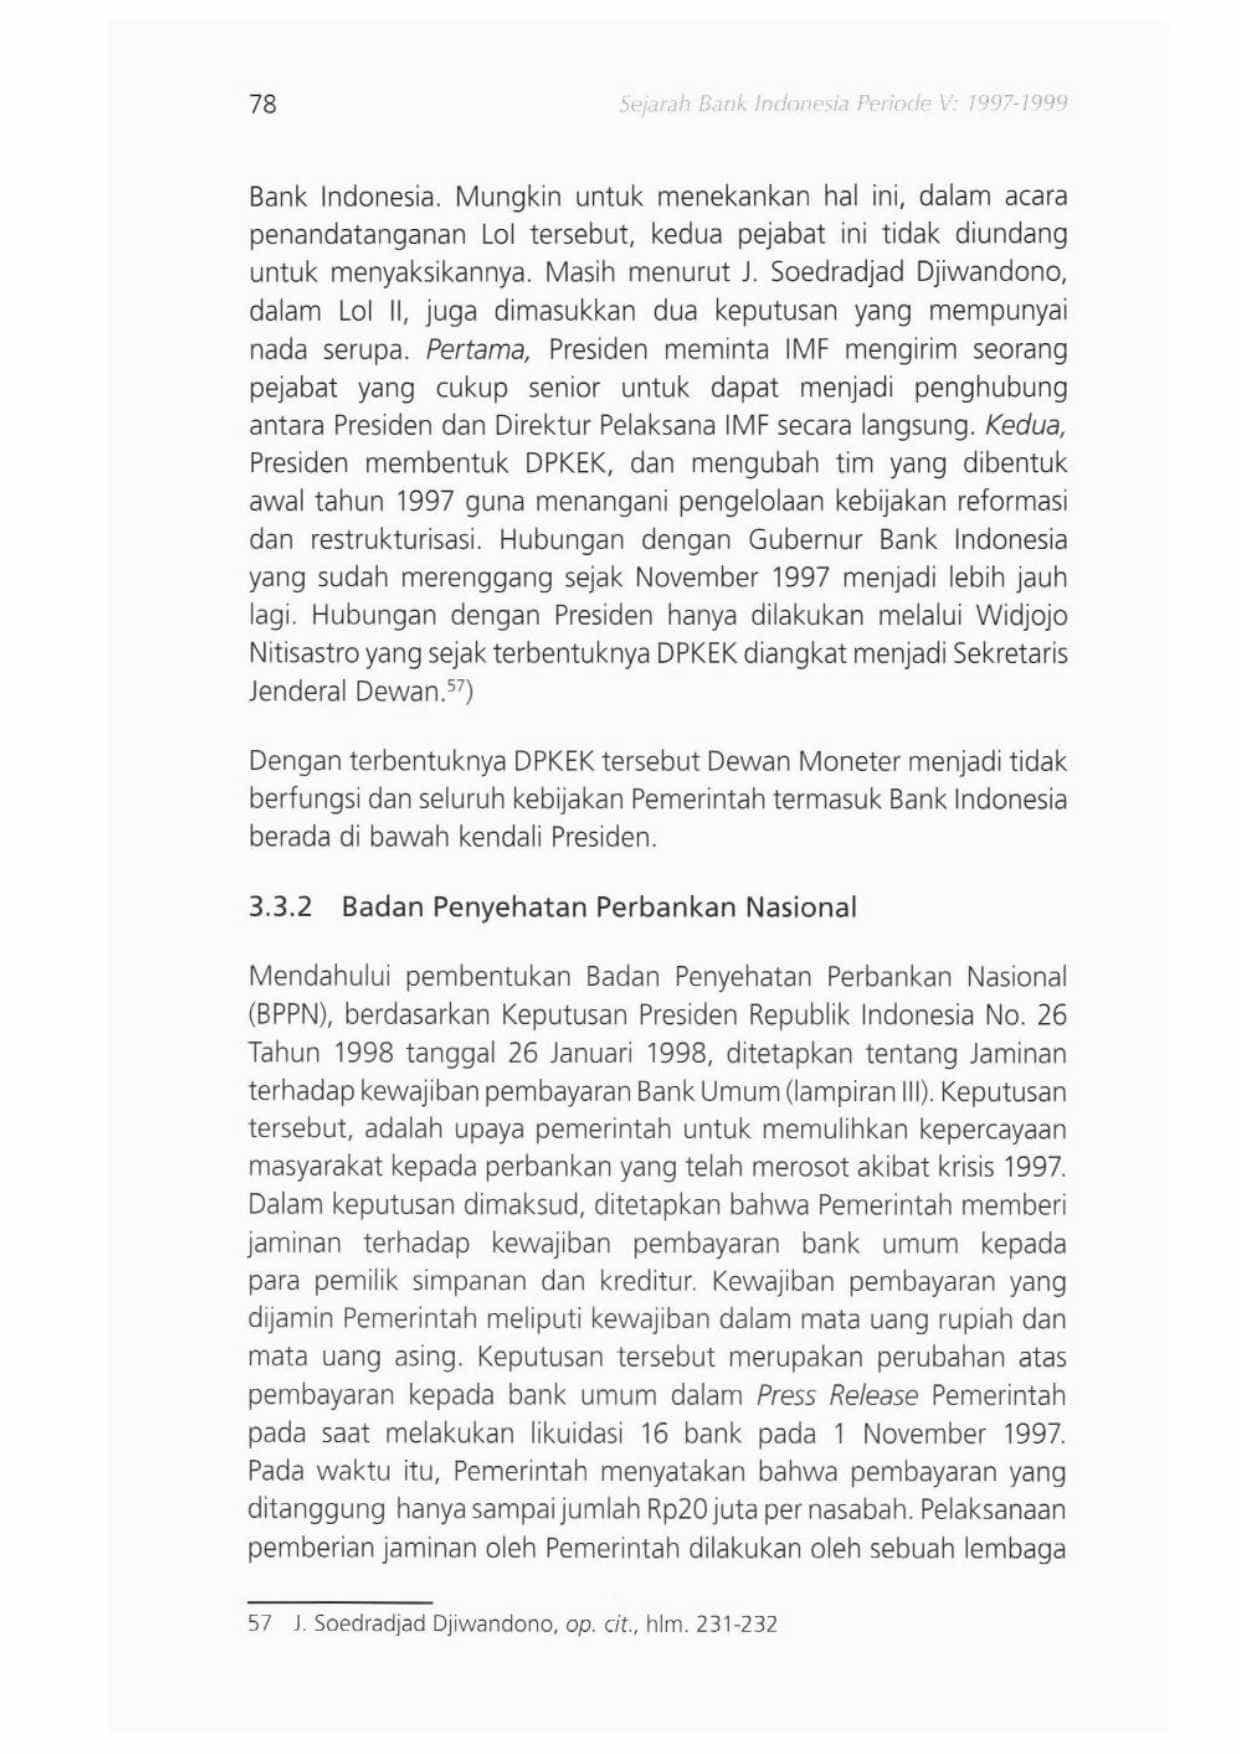 78
Sejarah Bank Indonesia Periode V: 1997-1999
Bank Indonesia. Mungkin untuk menekankan hal ini, dalam acara
penandatanganan LoI tersebut, kedua pejabat ini tidak diundang
untuk menyaksikannya. Masih menurut J. Soedradjad Djiwandono,
dalam LoI II, juga dimasukkan dua keputusan yang mempunyai
nada serupa. Pertama, Presiden meminta IMF mengirim seorang
pejabat yang cukup senior untuk dapat menjadi penghubung
antara Presiden dan Direktur Pelaksana IMF secara langsung. Kedua,
Presiden membentuk DPKEK, dan mengubah tim yang dibentuk
awal tahun 1997 guna menangani pengelolaan kebijakan reformasi
dan restrukturisasi. Hubungan dengan Gubernur Bank Indonesia
yang sudah merenggang sejak November 1997 menjadi lebih jauh
lagi. Hubungan dengan Presiden hanya dilakukan melalui Widjojo
Nitisastro yang sejak terbentuknya DPKEK diangkat menjadi Sekretaris
Jenderal Dewan.57)
Dengan terbentuknya DPKEK tersebut Dewan Moneter menjadi tidak
berfungsi dan seluruh kebijakan Pemerintah termasuk Bank Indonesia
berada di bawah kendali Presiden.
3.3.2 Badan Penyehatan Perbankan Nasional
Mendahului pembentukan Badan Penyehatan Perbankan Nasional
(BPPN), berdasarkan Keputusan Presiden Republik Indonesia No. 26
Tahun 1998 tanggal 26 Januari 1998, ditetapkan tentang Jaminan
terhadap kewajiban pembayaran Bank Umum (lampiran III). Keputusan
tersebut, adalah upaya pemerintah untuk memulihkan kepercayaan
masyarakat kepada perbankan yang telah merosot akibat krisis 1997.
Dalam keputusan dimaksud, ditetapkan bahwa Pemerintah memberi
jaminan terhadap kewajiban pembayaran bank umum kepada
para pemilik simpanan dan kreditur. Kewajiban pembayaran yang
dijamin Pemerintah meliputi kewajiban dalam mata uang rupiah dan
mata uang asing. Keputusan tersebut merupakan perubahan atas
pembayaran kepada bank umum dalam Press Release Pemerintah
pada saat melakukan likuidasi 16 bank pada 1 November 1997.
Pada waktu itu, Pemerintah menyatakan bahwa pembayaran yang
ditanggung hanya sampai jumlah Rp20 juta per nasabah. Pelaksanaan
pemberian jaminan oleh Pemerintah dilakukan oleh sebuah lembaga
57 J. Soedradjad Djiwandono, op. cit., hlm. 231-232